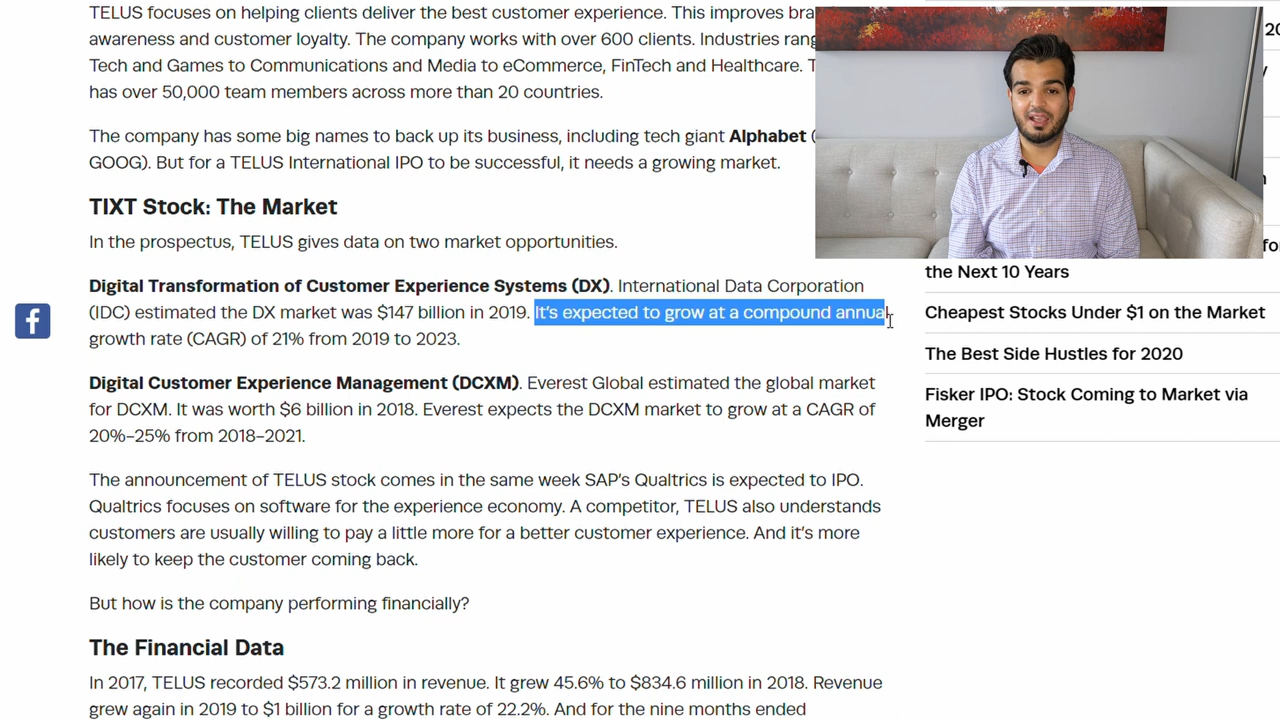 TELUS focuses on helping clients deliver the best customer experience. This improves
awareness and customer loyalty. The company works with over 600 clients. Industries
Tech and Games to Communications and Media to eCommerce, FinTech and Healthcare.
has over 50,000 team members across more than 20 countries.
The company has some big names to back up its business, including tech giant Alphabet (
GOOG). But for a TELUS International IPO to be successful, it needs a growing market.
TIXT Stock: The Market
In the prospectus, TELUS gives data on two market opportunities.
Digital Transformation of Customer Experience Systems (DX). International Data Corporation
(IDC) estimated the DX market was $147 billion in 2019. It's expected to grow at a compound annual
growth rate (CAGR) of 21% from 2019 to 2023.
Digital Customer Experience Management (DCXM). Everest Global estimated the global market
for DCXM. It was worth $6 billion in 2018. Everest expects the DCXM market to grow at a CAGR of
20%–25% from 2018–2021.
The announcement of TELUS stock comes in the same week SAP's Qualtrics is expected to IPO.
Qualtrics focuses on software for the experience economy. A competitor, TELUS also understands
customers are usually willing to pay a little more for a better customer experience. And it's more
likely to keep the customer coming back.
But how is the company performing financially?
The Financial Data
In 2017, TELUS recorded $573.2 million in revenue. It grew 45.6% to $834.6 million in 2018. Revenue
grew again in 2019 to $1 billion for a growth rate of 22.2%. And for the nine months ended
the Next 10 Years
Cheapest Stocks Under $1 on the Market
The Best Side Hustles for 2020
Fisker IPO: Stock Coming to Market via
Merger